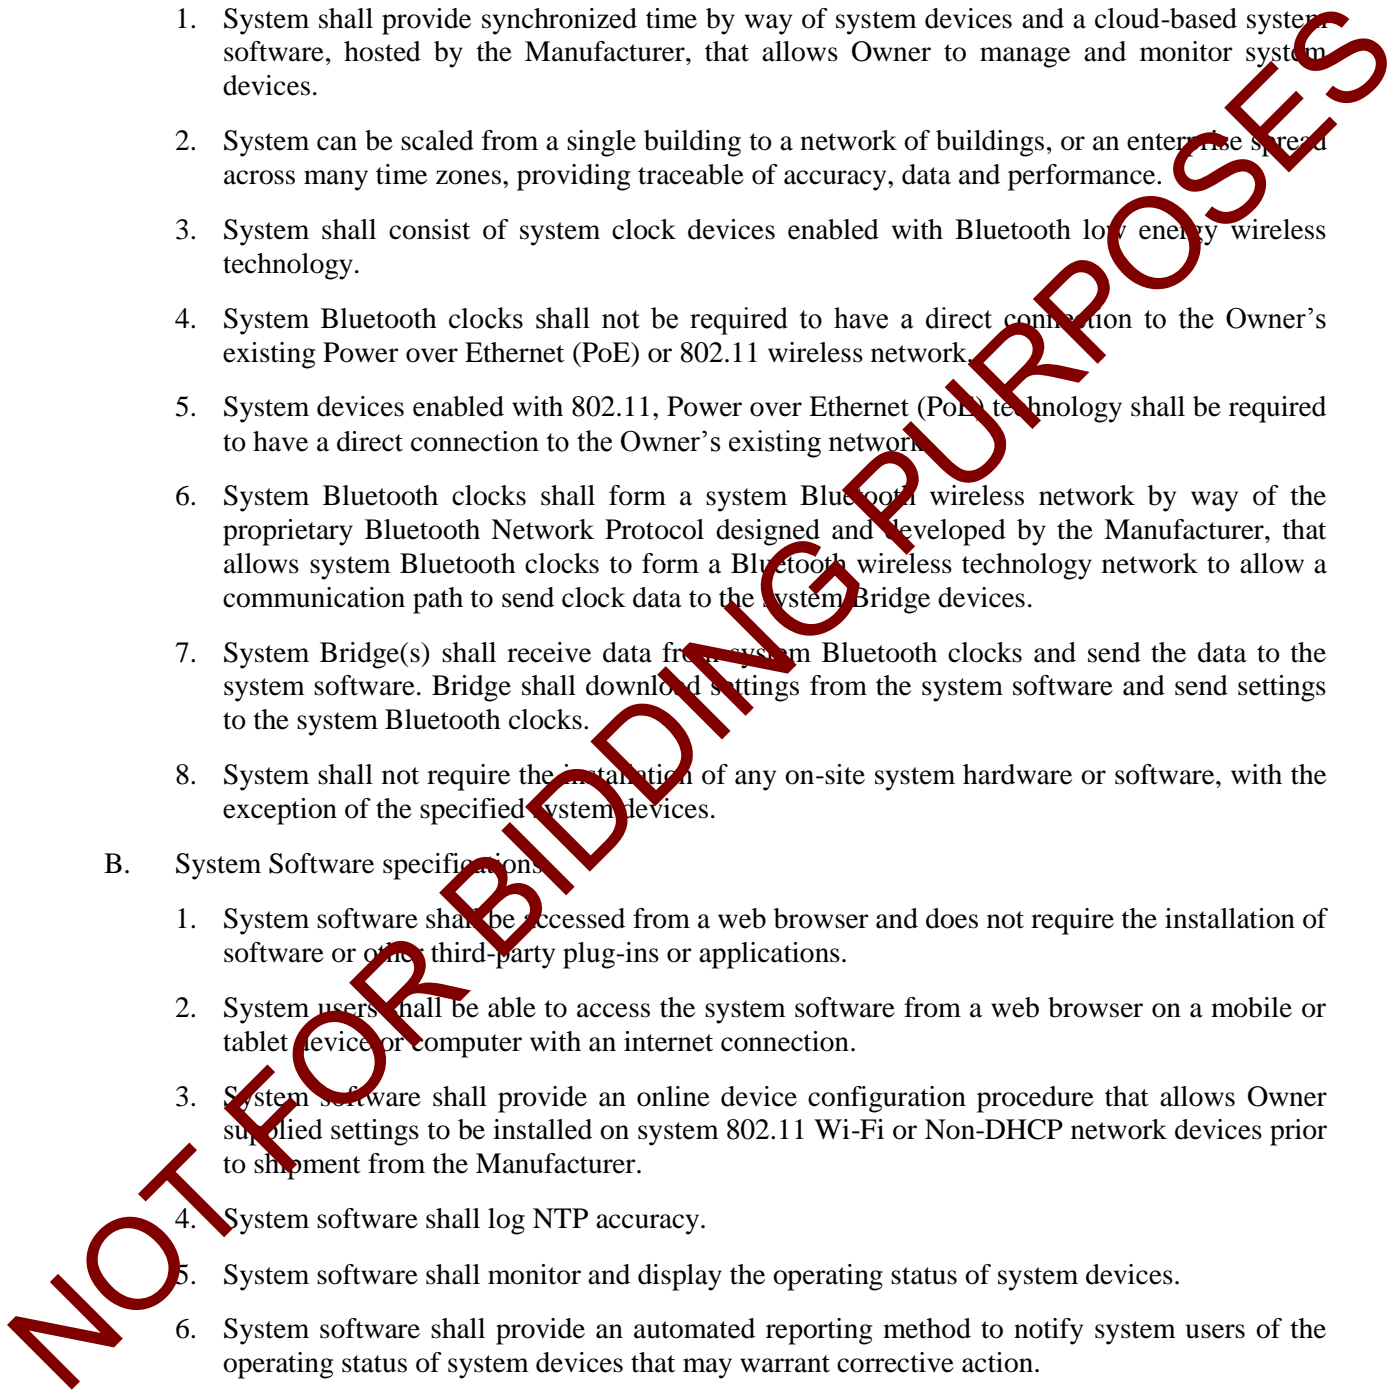 1. System shall provide synchronized time by way of system devices and a cloud-based system
software, hosted by the Manufacturer, that allows Owner to manage and monitor system
devices.
2. System can be scaled from a single building to a network of buildings, or an enterprise spread
across many time zones, providing traceable of accuracy, data and performance.
3. System shall consist of system clock devices enabled with Bluetooth low energy wireless
technology.
4. System Bluetooth clocks shall not be required to have a direct connection to the Owner’s
existing Power over Ethernet (PoE) or 802.11 wireless network.
5. System devices enabled with 802.11, Power over Ethernet (PoE) technology shall be required
to have a direct connection to the Owner’s existing network.
6. System Bluetooth clocks shall form a system Bluetooth wireless network by way of the
proprietary Bluetooth Network Protocol designed and developed by the Manufacturer, that
allows system Bluetooth clocks to form a Bluetooth wireless technology network to allow a
communication path to send clock data to the system Bridge devices.
7. System Bridge(s) shall receive data from system Bluetooth clocks and send the data to the
system software. Bridge shall download settings from the system software and send settings
to the system Bluetooth clocks.
8. System shall not require the installation of any on-site system hardware or software, with the
exception of the specified system devices.
B. System Software specifications
1. System software shall be accessed from a web browser and does not require the installation of
software or other third-party plug-ins or applications.
2. System users shall be able to access the system software from a web browser on a mobile or
tablet device or computer with an internet connection.
3. System software shall provide an online device configuration procedure that allows Owner
supplied settings to be installed on system 802.11 Wi-Fi or Non-DHCP network devices prior
to shipment from the Manufacturer.
4. System software shall log NTP accuracy.
5. System software shall monitor and display the operating status of system devices.
6. System software shall provide an automated reporting method to notify system users of the
operating status of system devices that may warrant corrective action.
NOT FOR BIDDING PURPOSES